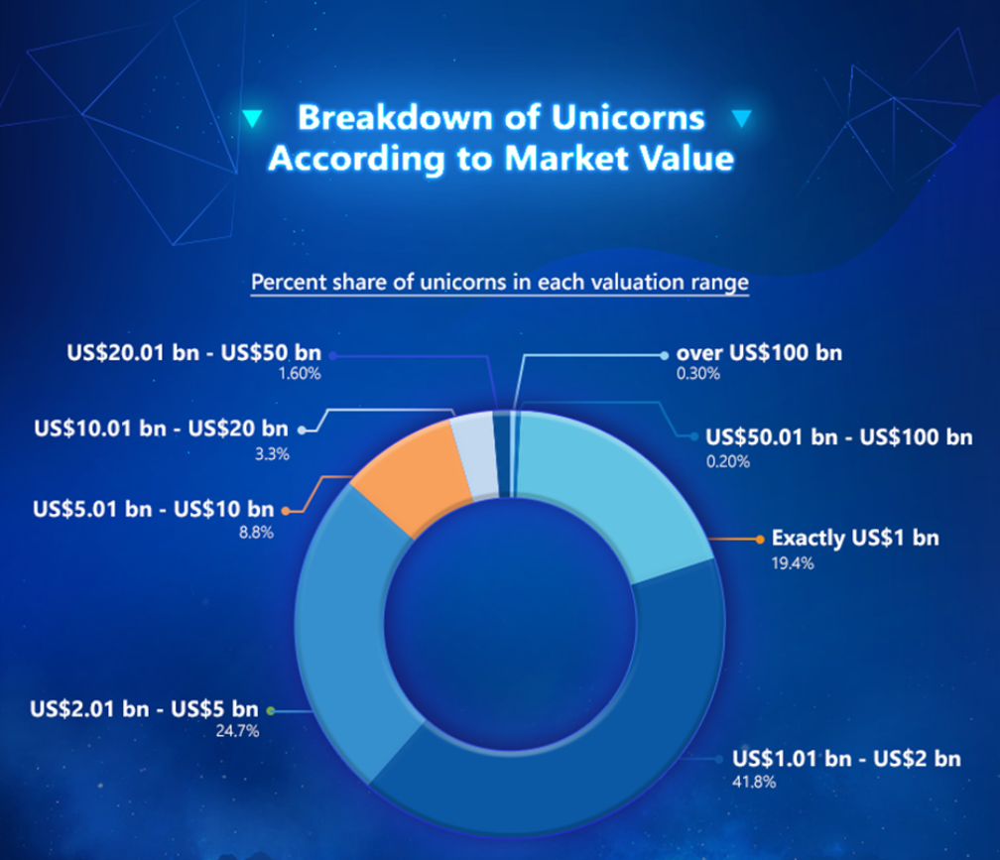 Breakdown of Unicorns
According to Market Value
Percent share of unicorns in each valuation range
US$20.01 bn - US$50 bn
1.60%
over US$100 bn
0.30%
US$10.01 bn - US$20 bn
3.3%
US$50.01 bn - US$100 bn
0.20%
US$5.01 bn - US$10 bn
8.8%
Exactly US$1 bn
19.4%
US$2.01 bn - US$5 bn
24.7%
US$1.01 bn - US$2 bn
41.8%